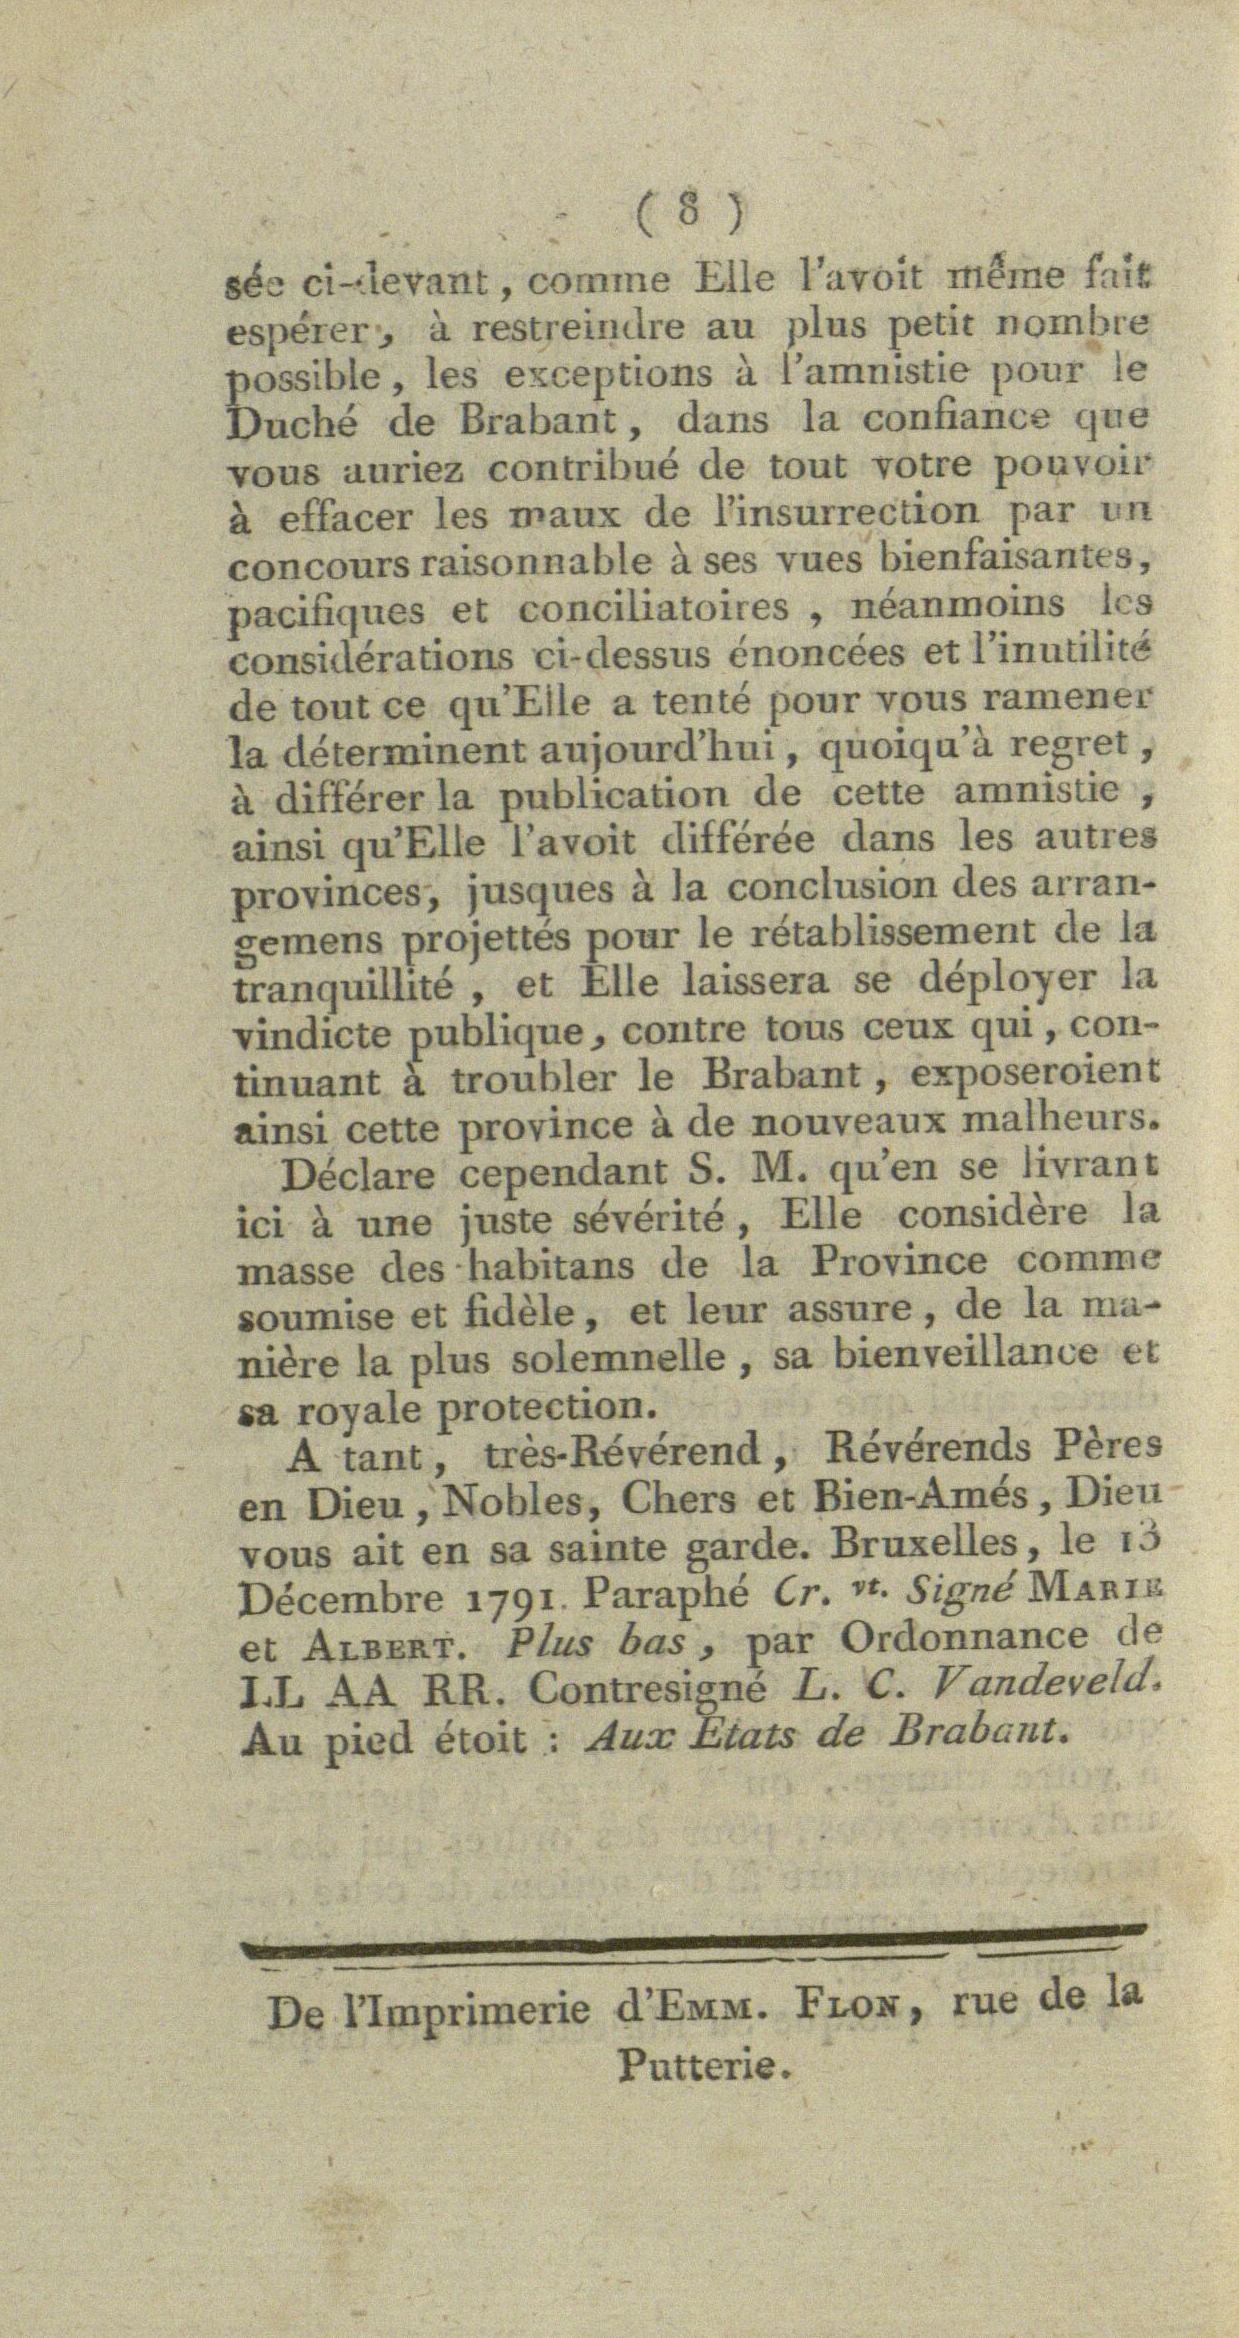 ( 8 )
sée ci-devant, comme Elle l'avoit même fait
espérer, à restreindre au plus petit nombre
possible, les exceptions à l'amnistie pour le
Duché de Brabant, dans la confiance que
vous auriez contribué de tout votre pouvoir
à effacer les maux de l'insurrection par un
concours raisonnable à ses vues bienfaisantes,
pacifiques et conciliatoires , néanmoins les
considérations ci-dessus énoncées et l'inutilité
de tout ce qu'Elle a tenté pour vous ramener
la déterminent aujourd'hui, quoiqu'à regret,
à différer la publication de cette amnistie ,
ainsi qu'Elle l'avoit différée dans les autres
provinces, jusques à la conclusion des arran-
gemens projettés pour le rétablissement de la
tranquillité , et Elle laissera se déployer la
vindicte publique, contre tous ceux qui, con-
tinuant à troubler le Brabant, exposeroient
ainsi cette province à de nouveaux malheurs.
Déclare cependant S. M. qu'en se livrant
ici à une juste sévérité, Elle considère la
masse des habitans de la Province comme
soumise et fidèle, et leur assure, de la ma-
nière la plus solemnelle, sa bienveillance et
sa royale protection.
A tant, très-Révérend, Révérends Pères
en Dieu, Nobles, Chers et Bien-Amés, Dieu
vous ait en sa sainte garde. Bruxelles, le 13
Décembre 1791. Paraphé Cr. vt. Signé MARIE
et ALBERT. Plus bas, par Ordonnance de
LL AA RR. Contresigné L. C. Vandeveld.
Au pied étoit : Aux Etats de Brabant.
De l'Imprimerie d'EMM. FLON, rue de la
Putterie.